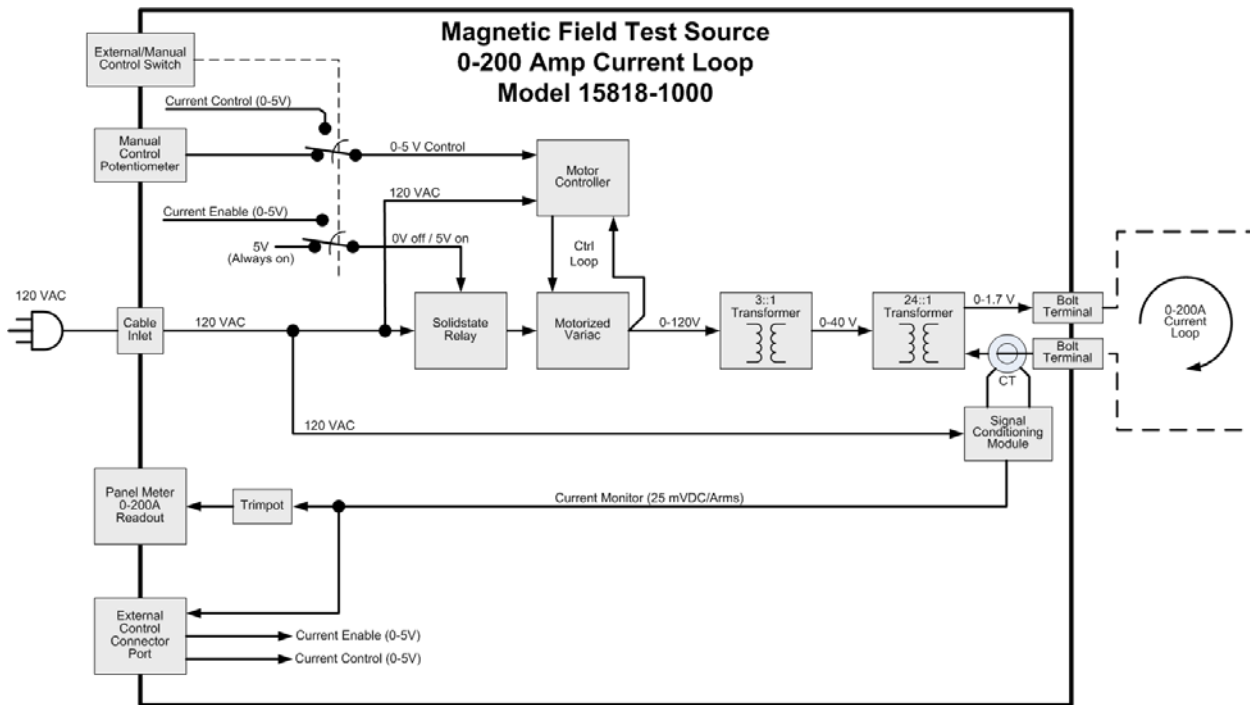 Magnetic Field Test Source
0-200 Amp Current Loop
Model 15818-1000
External/Manual
Control Switch
Current Control (0-5V)
Manual
Control
Potentiometer
0-5 V Control
Motor
Controller
120 VAC
Current Enable (0-5V)
5V
(Always on)
0V off / 5V on
Ctrl
Loop
120 VAC
Cable
Inlet
120 VAC
Solidstate
Relay
Motorized
Variac
0-120V
3::1
Transformer
0-40 V
24::1
Transformer
0-1.7 V
Bolt
Terminal
Bolt
Terminal
CT
0-200A
Current
Loop
120 VAC
Signal
Conditioning
Module
Panel Meter
0-200A
Readout
Trimpot
Current Monitor (25 mVDC/Arms)
External
Control
Connector
Port
Current Enable (0-5V)
Current Control (0-5V)